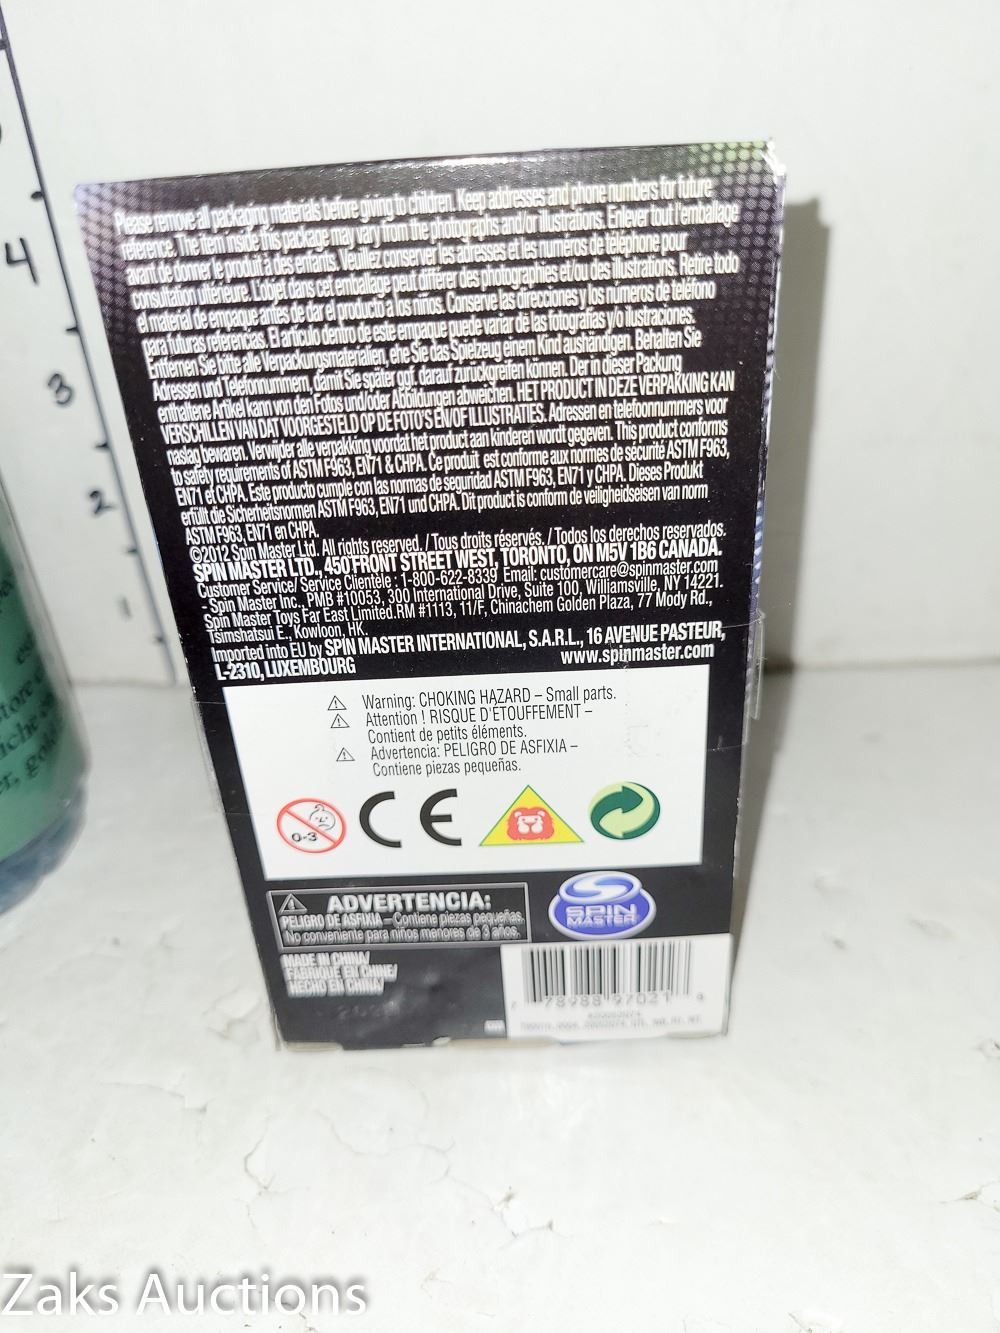 Please remove all packaging materials before giving to children. Keep addresses and phone numbers for future
reference. The item inside this package may vary from the photographs and/or illustrations. Enlever tout l'emballage
avant de donner le produit à des enfants. Veuillez conserver les adresses et les numéros de téléphone pour
consultation ultérieure. L'objet dans cet emballage peut différer des photographies et/ou des illustrations. Retire todo
el material de empaque antes de dar el producto a los niños. Conserve las direcciones y los números de teléfono
para futuras referencias. El artículo dentro de este empaque puede variar de las fotografías y/o ilustraciones.
Entfernen Sie bitte alle Verpackungsmaterialien, ehe Sie das Spielzeug einem Kind aushändigen. Behalten Sie
Adressen und Telefonnummern, damit Sie später ggf. darauf zurückgreifen können. Der in dieser Packung
enthaltene Artikel kann von den Fotos und/oder Abbildungen abweichen. HET PRODUCT IN DEZE VERPAKKING KAN
VERSCHILLEN VAN DAT VOORGESTELD OP DE FOTO'S EN/OF ILLUSTRATIES. Adressen en telefoonnummers voor
naslag bewaren. Verwijder alle verpakking voordat het product aan kinderen wordt gegeven. This product conforms
to safety requirements of ASTM F963, EN71 & CHPA. Ce produit est conforme aux normes de sécurité ASTM F963,
EN71 et CHPA. Este producto cumple con las normas de seguridad ASTM F963, EN71 y CHPA. Dieses Produkt
erfüllt die Sicherheitsnormen ASTM F963, EN71 und CHPA. Dit product is conform de veiligheidseisen van norm
ASTM F963, EN71 en CHPA.
©2012 Spin Master Ltd. All rights reserved. / Tous droits réservés. / Todos los derechos reservados.
SPIN MASTER LTD., 450 FRONT STREET WEST, TORONTO, ON M5V 1B6 CANADA.
Customer Service/ Service Clientèle : 1-800-622-8339 Email: customercare@spinmaster.com
- Spin Master Inc., PMB #10053, 300 International Drive, Suite 100, Williamsville, NY 14221.
Spin Master Toys Far East Limited.RM #1113, 11/F, Chinachem Golden Plaza, 77 Mody Rd.,
Tsimshatsui E., Kowloon, HK.
Imported into EU by SPIN MASTER INTERNATIONAL, S.A.R.L., 16 AVENUE PASTEUR,
L-2310, LUXEMBOURG
www.spinmaster.com
Warning: CHOKING HAZARD – Small parts.
Attention ! RISQUE D'ÉTOUFFEMENT –
Contient de petits éléments.
Advertencia: PELIGRO DE ASFIXIA –
Contiene piezas pequeñas.
0-3
CE
ADVERTENCIA:
PELIGRO DE ASFIXIA – Contiene piezas pequeñas.
No conveniente para niños menores de 3 años.
SPIN
MASTER
MADE IN CHINA/
FABRIQUÉ EN CHINE/
HECHO EN CHINA/
78988 97021
4
3
2
1
Zaks Auctions